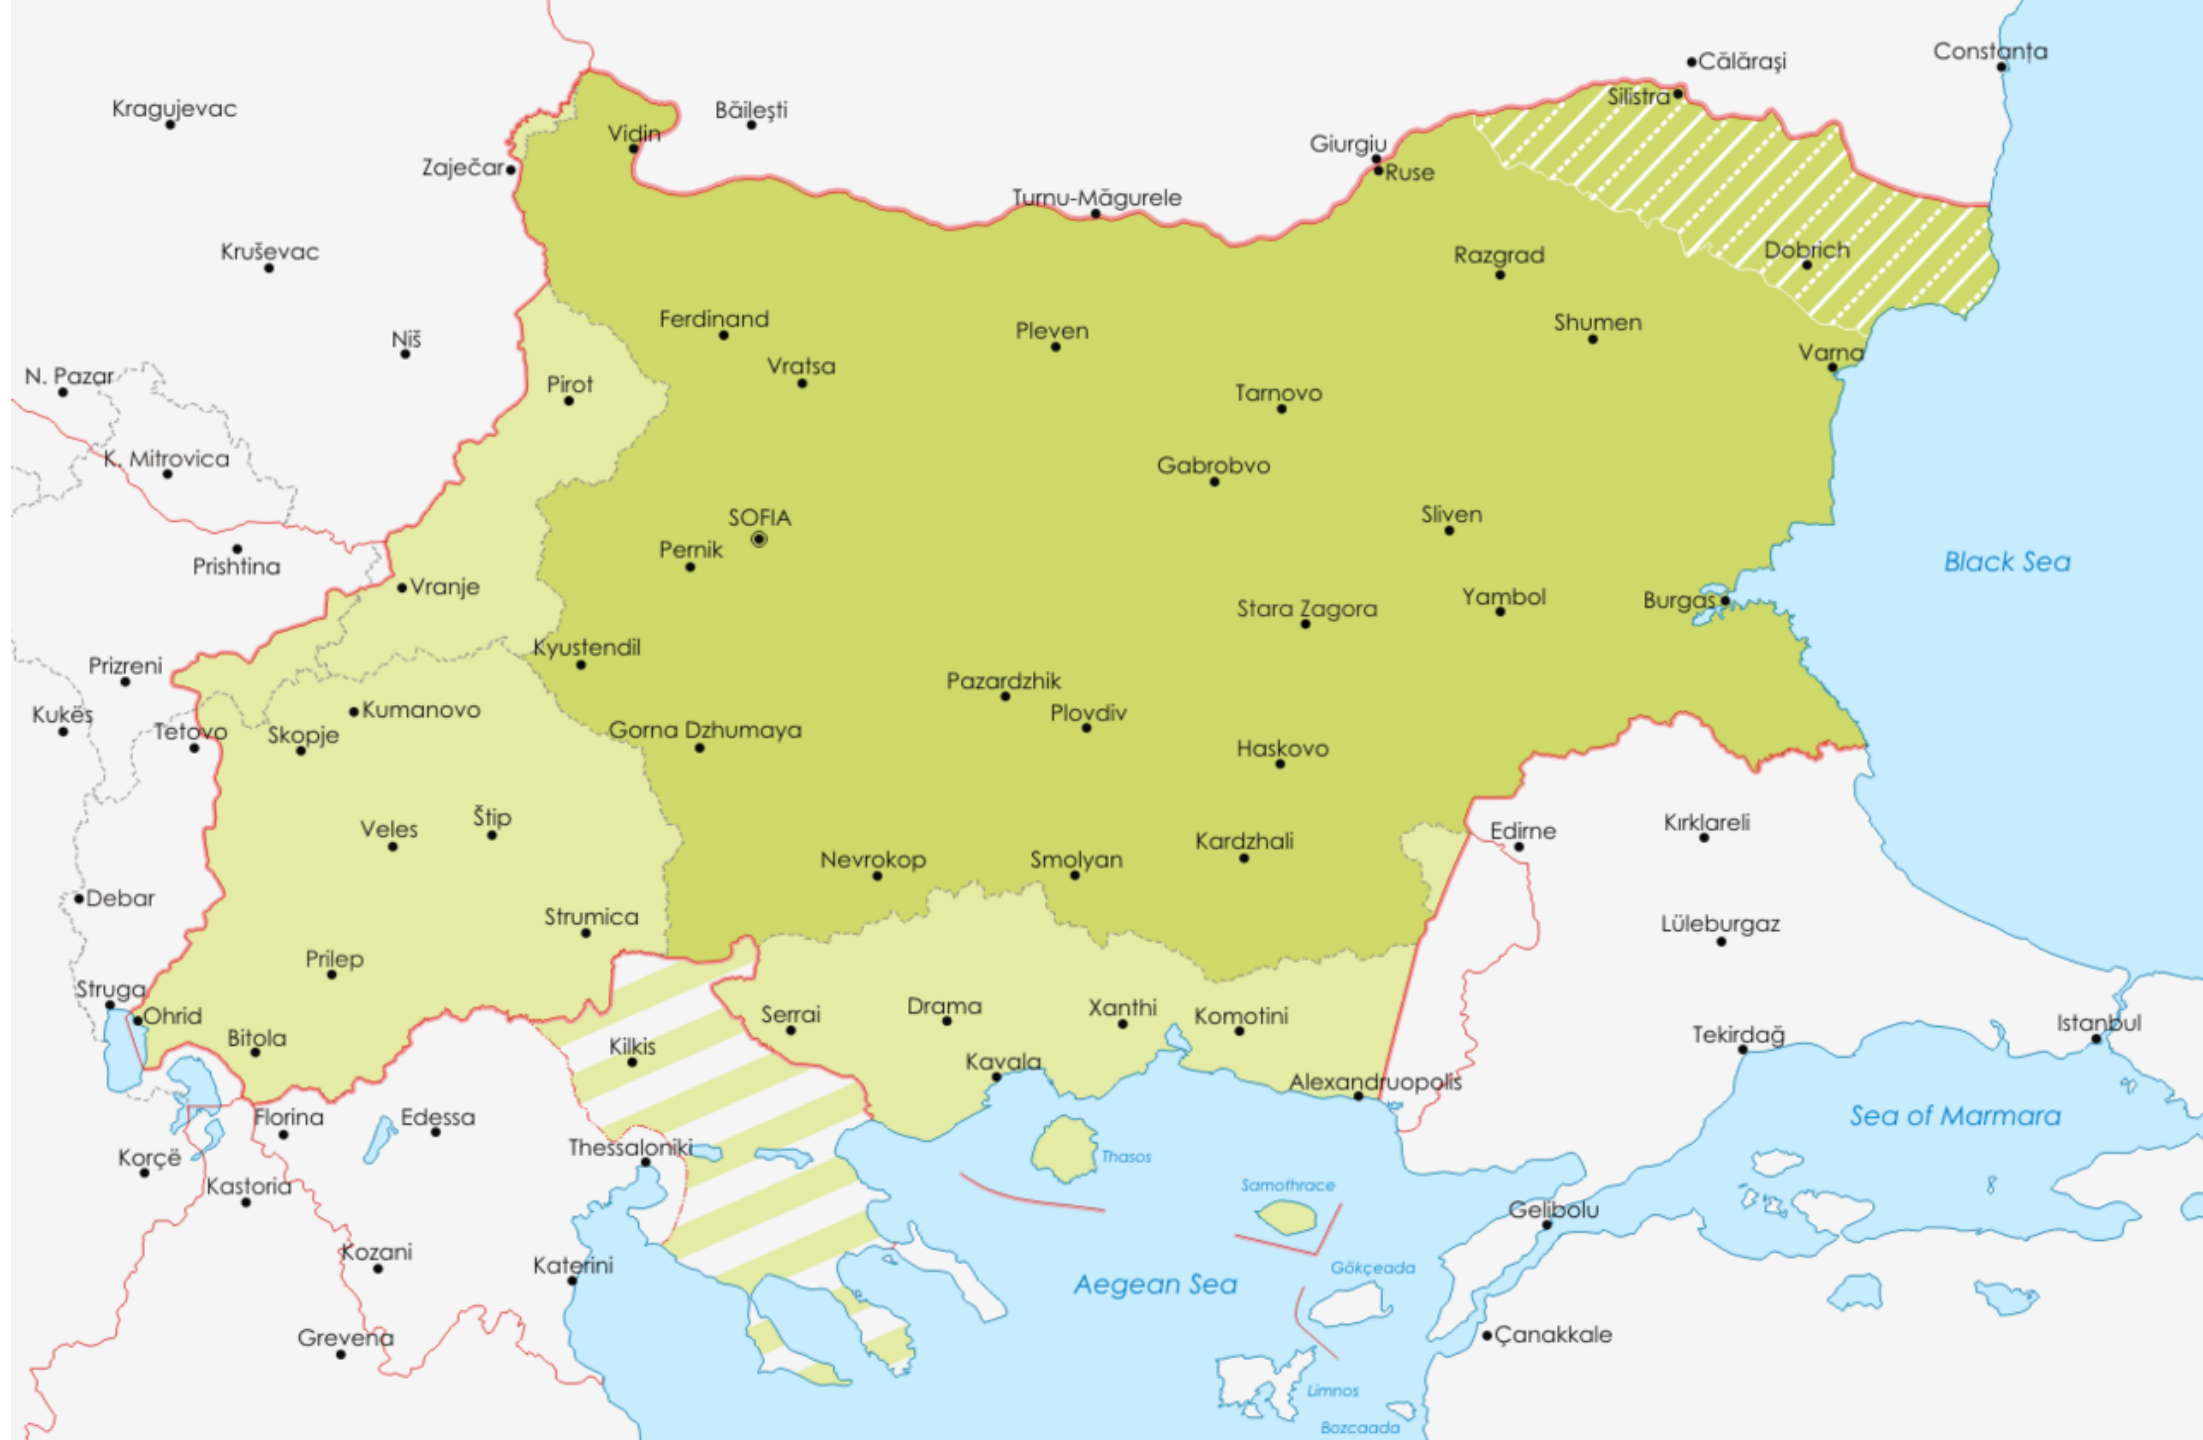 Constanța
Călărași
Silistra
Kragujevac
Băilești
Vidin
Giurgiu
Ruse
Zaječar
Turnu-Măgurele
Kruševac
Razgrad
Dobrich
Ferdinand
Pleven
Shumen
Niš
Vratsa
Varna
N. Pazar
Pirot
Tarnovo
K. Mitrovica
Gabrobvo
SOFIA
Sliven
Pernik
Black Sea
Prishtina
Vranje
Stara Zagora
Yambol
Burgas
Kyustendil
Prizreni
Pazardzhik
Kukës
Kumanovo
Plovdiv
Tetovo
Skopje
Gorna Dzhumaya
Haskovo
Veles
Štip
Edirne
Kırklareli
Nevrokop
Smolyan
Kardzhali
Debar
Strumica
Lüleburgaz
Prilep
Struga
Ohrid
Serrai
Drama
Xanthi
Komotini
Istanbul
Bitola
Kilkis
Kavala
Tekirdağ
Alexandruopolis
Florina
Edessa
Sea of Marmara
Korçë
Thessaloniki
Thasos
Kastoria
Samothrace
Gelibolu
Kozani
Katerini
Aegean Sea
Gökçeada
Grevena
Çanakkale
Limnos
Bozcaada